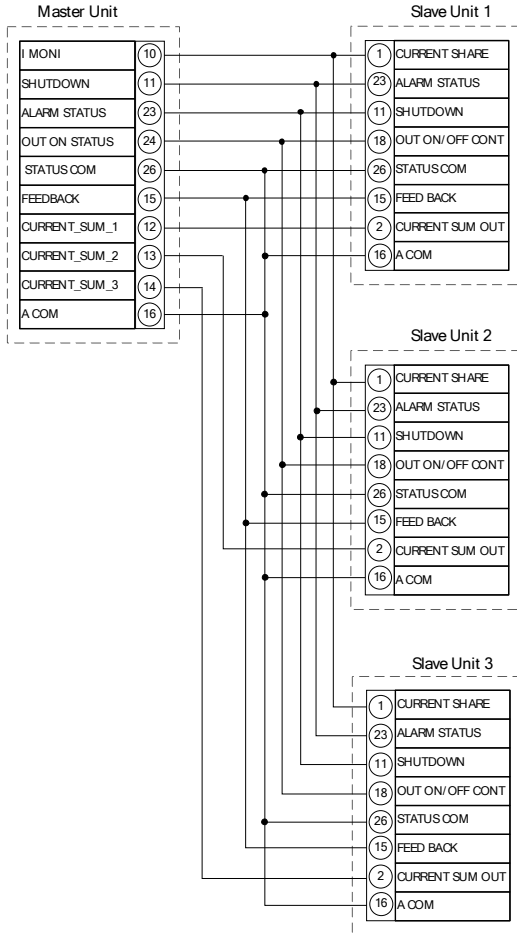 Master Unit
I MONI 10
SHUTDOWN 11
ALARM STATUS 23
OUT ON STATUS 24
STATUS COM 26
FEEDBACK 15
CURRENT_SUM_1 12
CURRENT_SUM_2 13
CURRENT_SUM_3 14
A COM 16
Slave Unit 1
1 CURRENT SHARE
23 ALARM STATUS
11 SHUTDOWN
18 OUT ON/OFF CONT
26 STATUS COM
15 FEED BACK
2 CURRENT SUM OUT
16 A COM
Slave Unit 2
1 CURRENT SHARE
23 ALARM STATUS
11 SHUTDOWN
18 OUT ON/OFF CONT
26 STATUS COM
15 FEED BACK
2 CURRENT SUM OUT
16 A COM
Slave Unit 3
1 CURRENT SHARE
23 ALARM STATUS
11 SHUTDOWN
18 OUT ON/OFF CONT
26 STATUS COM
15 FEED BACK
2 CURRENT SUM OUT
16 A COM